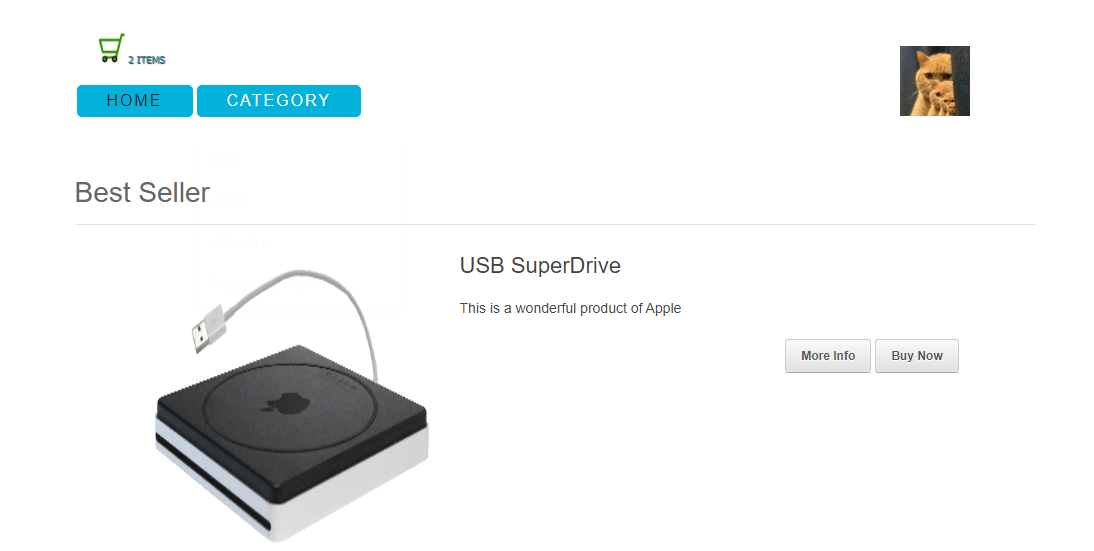 2 ITEMS
HOME CATEGORY
Best Seller
USB SuperDrive
This is a wonderful product of Apple
More Info Buy Now